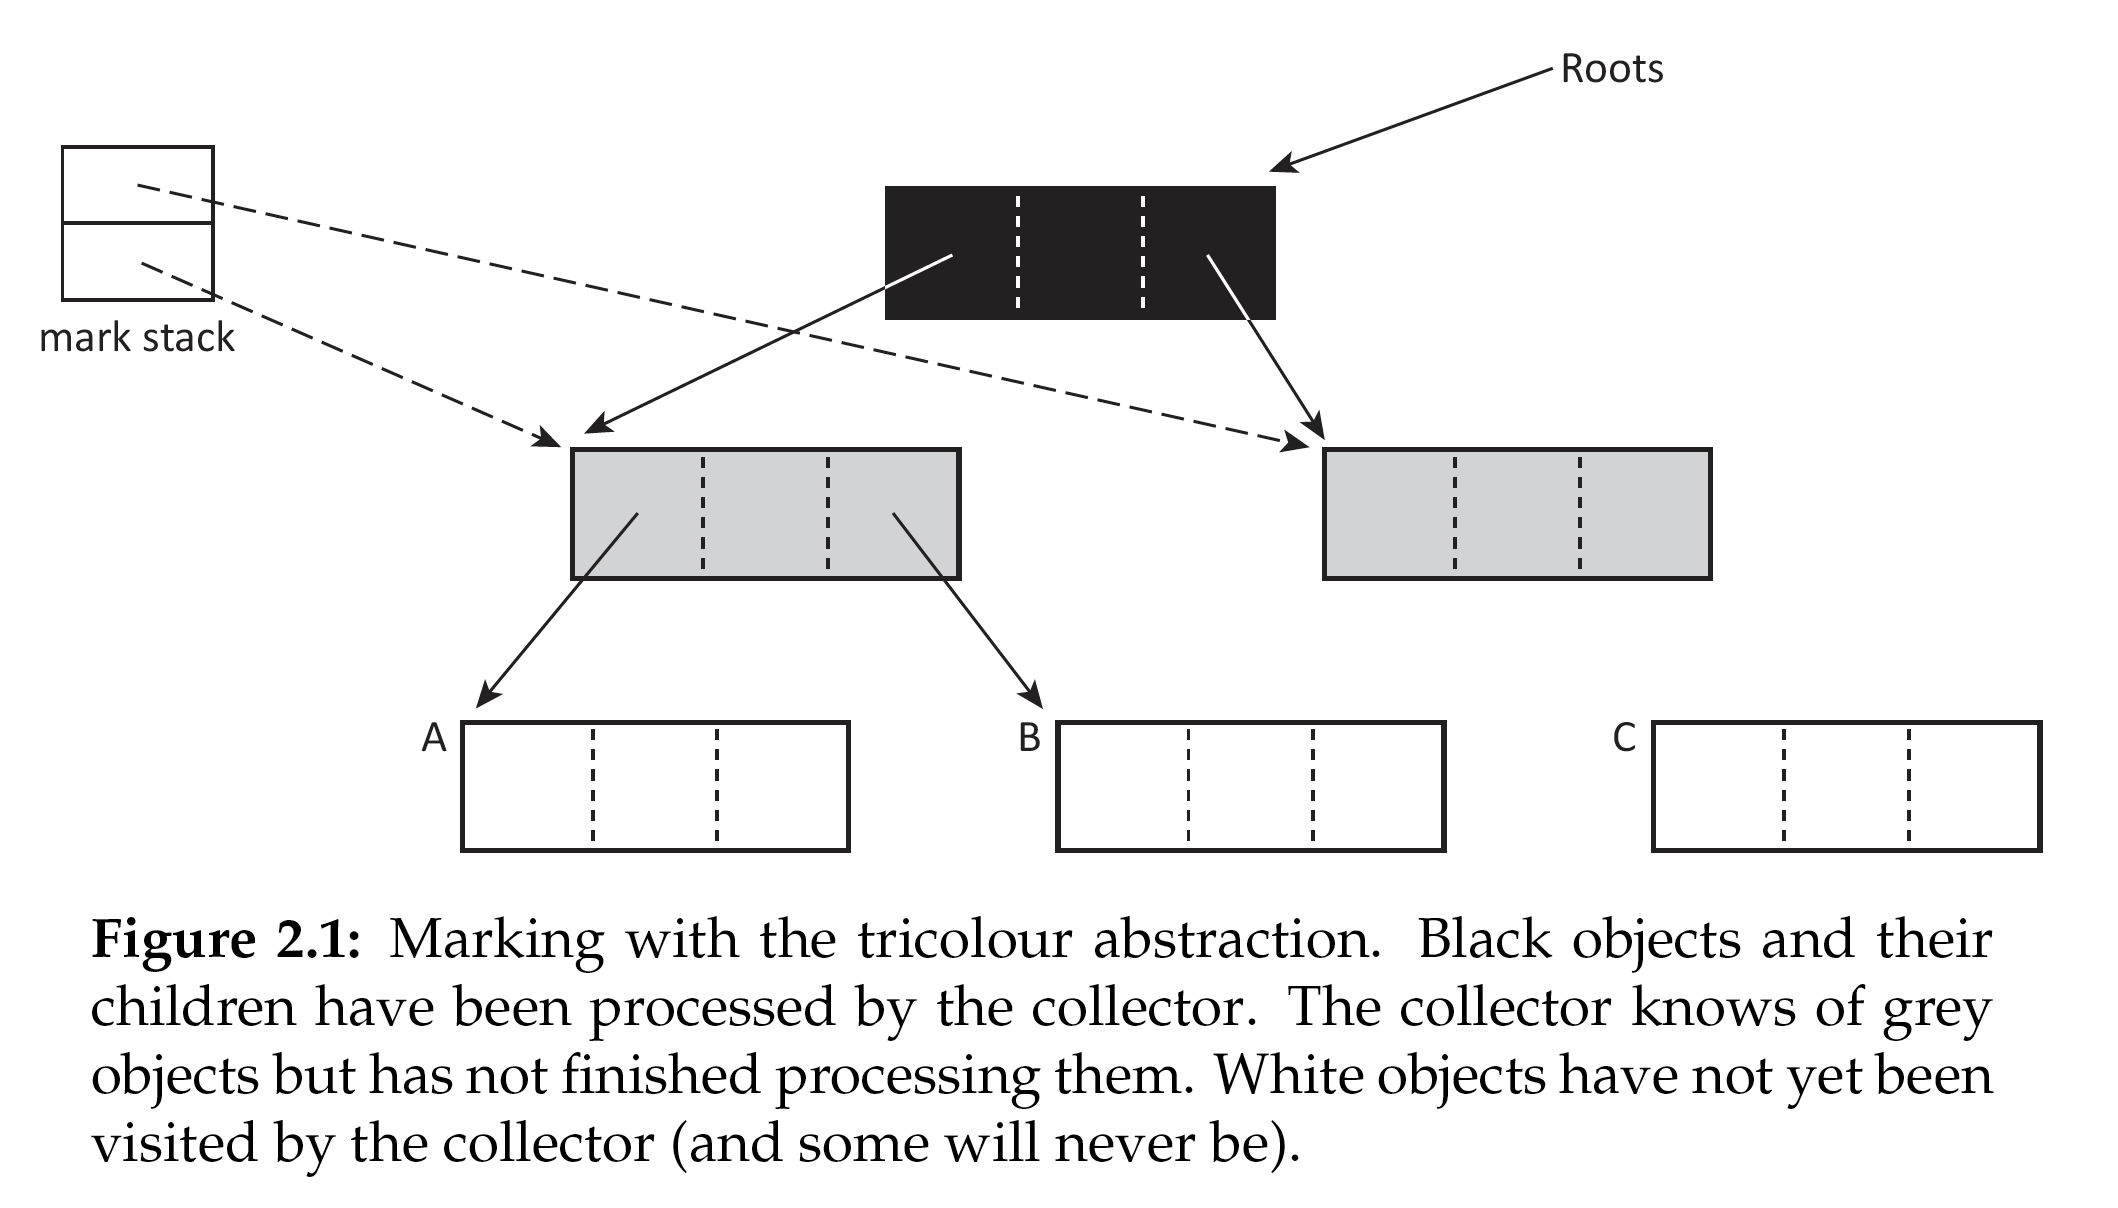 Roots
mark stack
A
B
C
Figure 2.1: Marking with the tricolour abstraction. Black objects and their
children have been processed by the collector. The collector knows of grey
objects but has not finished processing them. White objects have not yet been
visited by the collector (and some will never be).